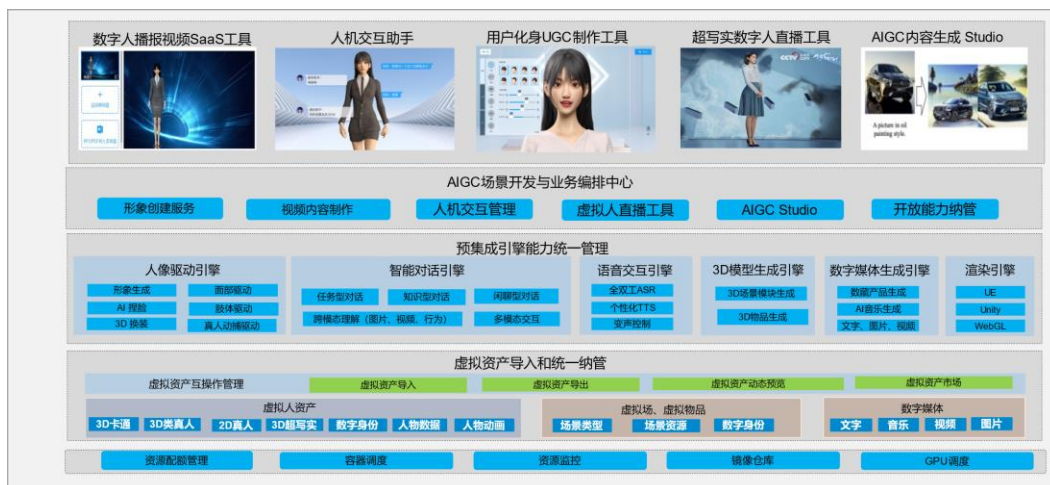 数字人播报视频SaaS工具
人机交互助手
用户化身UGC制作工具
超写实数字人直播工具
AIGC内容生成 Studio
CCTV
A picture in oil
painting style.
AIGC场景开发与业务编排中心
形象创建服务
视频内容制作
人机交互管理
虚拟人直播工具
AIGC Studio
开放能力纳管
预集成引擎能力统一管理
人像驱动引擎
形象生成
面部驱动
AI 捏脸
肢体驱动
3D 换装
真人动捕驱动
智能对话引擎
任务型对话
知识型对话
闲聊型对话
跨模态理解（图片、视频、行为）
多模态交互
语音交互引擎
全双工ASR
个性化TTS
变声控制
3D模型生成引擎
3D场景模块生成
3D物品生成
数字媒体生成引擎
数藏产品生成
AI音乐生成
文字、图片、视频
渲染引擎
UE
Unity
WebGL
虚拟资产导入和统一纳管
虚拟资产互操作管理
虚拟资产导入
虚拟资产导出
虚拟资产动态预览
虚拟资产市场
虚拟人资产
3D卡通
3D类真人
2D真人
3D超写实
数字身份
人物数据
人物动画
虚拟场、虚拟物品
场景类型
场景资源
数字身份
数字媒体
文字
音乐
视频
图片
资源配额管理
容器调度
资源监控
镜像仓库
GPU调度